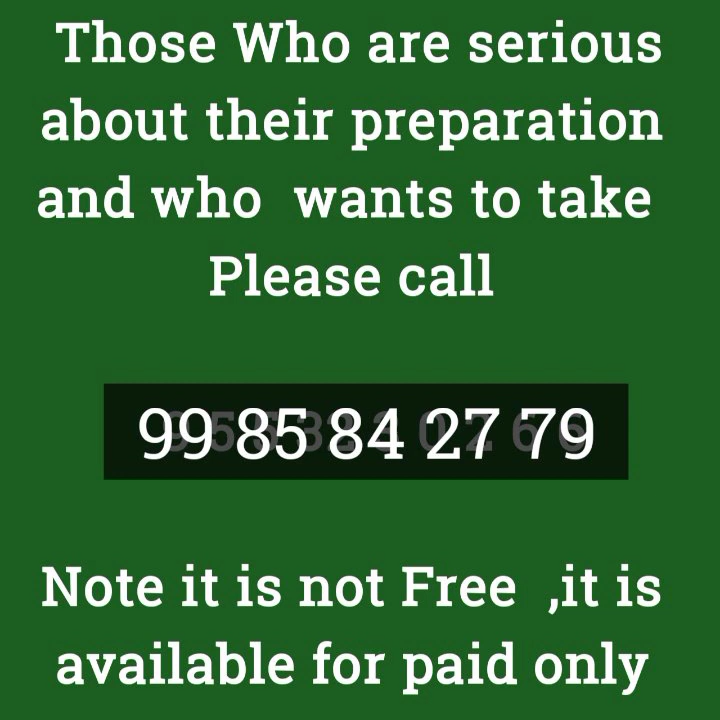 Those Who are serious
about their preparation
and who wants to take
Please call
99 85 84 27 79
Note it is not Free ,it is
available for paid only